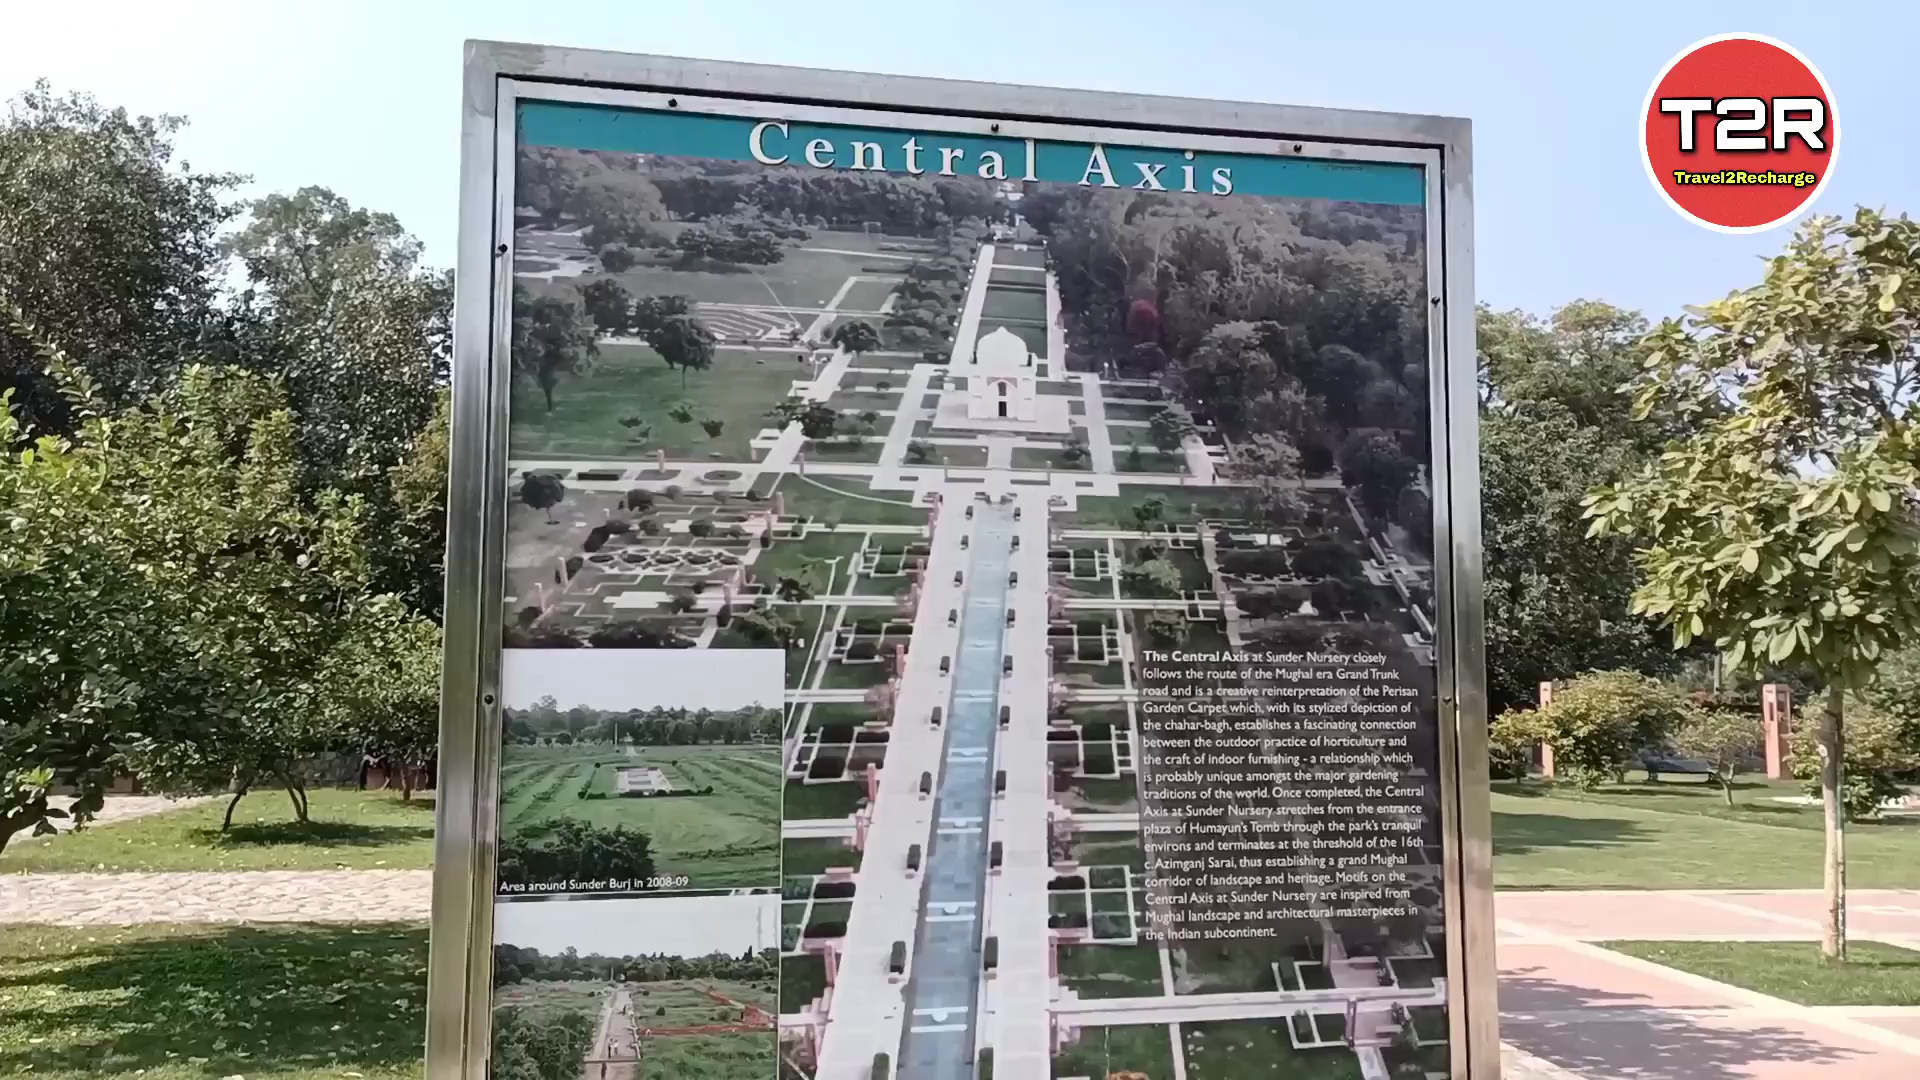 Central Axis
T2R
Travel2Recharge
The Central Axis at Sunder Nursery closely
follows the route of the Mughal era Grand Trunk
road and is a creative reinterpretation of the Perisan
Garden Carpet which, with its stylized depiction of
the chahar-bagh, establishes a fascinating connection
between the outdoor practice of horticulture and
the craft of indoor furnishing - a relationship which
is probably unique amongst the major gardening
traditions of the world. Once completed, the Central
Axis at Sunder Nursery stretches from the entrance
plaza of Humayun's Tomb through the park's tranquil
environs and terminates at the threshold of the 16th
c. Azimganj Sarai, thus establishing a grand Mughal
corridor of landscape and heritage. Motifs on the
Central Axis at Sunder Nursery are inspired from
Mughal landscape and architectural masterpieces in
the Indian subcontinent.
Area around Sunder Burj in 2008-09